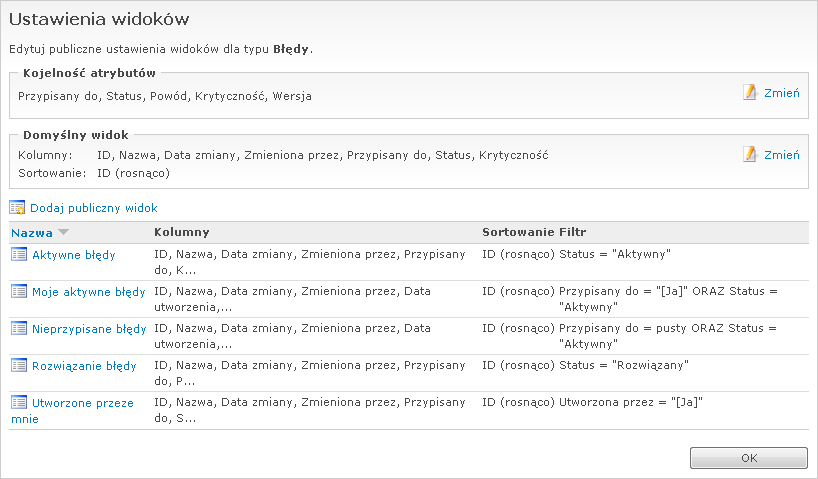 Ustawienia widoków
Edytuj publiczne ustawienia widoków dla typu Błędy.
Kojelność atrybutów
Przypisany do, Status, Powód, Krytyczność, Wersja
Zmień
Domyślny widok
Kolumny: ID, Nazwa, Data zmiany, Zmieniona przez, Przypisany do, Status, Krytyczność
Zmień
Sortowanie: ID (rosnąco)
Dodaj publiczny widok
Nazwa Kolumny Sortowanie Filtr
Aktywne błędy ID, Nazwa, Data zmiany, Zmieniona przez, Przypisany ID (rosnąco) Status = "Aktywny"
do, K...
Moje aktywne błędy ID, Nazwa, Data zmiany, Zmieniona przez, Data ID (rosnąco) Przypisany do = "[Ja]" ORAZ Status =
utworzenia,... "Aktywny"
Nieprzypisane błędy ID, Nazwa, Data zmiany, Zmieniona przez, Data ID (rosnąco) Przypisany do = pusty ORAZ Status =
utworzenia,... "Aktywny"
Rozwiązanie błędy ID, Nazwa, Data zmiany, Zmieniona przez, Przypisany ID (rosnąco) Status = "Rozwiązany"
do, P...
Utworzone przeze ID, Nazwa, Data zmiany, Zmieniona przez, Przypisany ID (rosnąco) Utworzona przez = "[Ja]"
mnie do, S...
OK